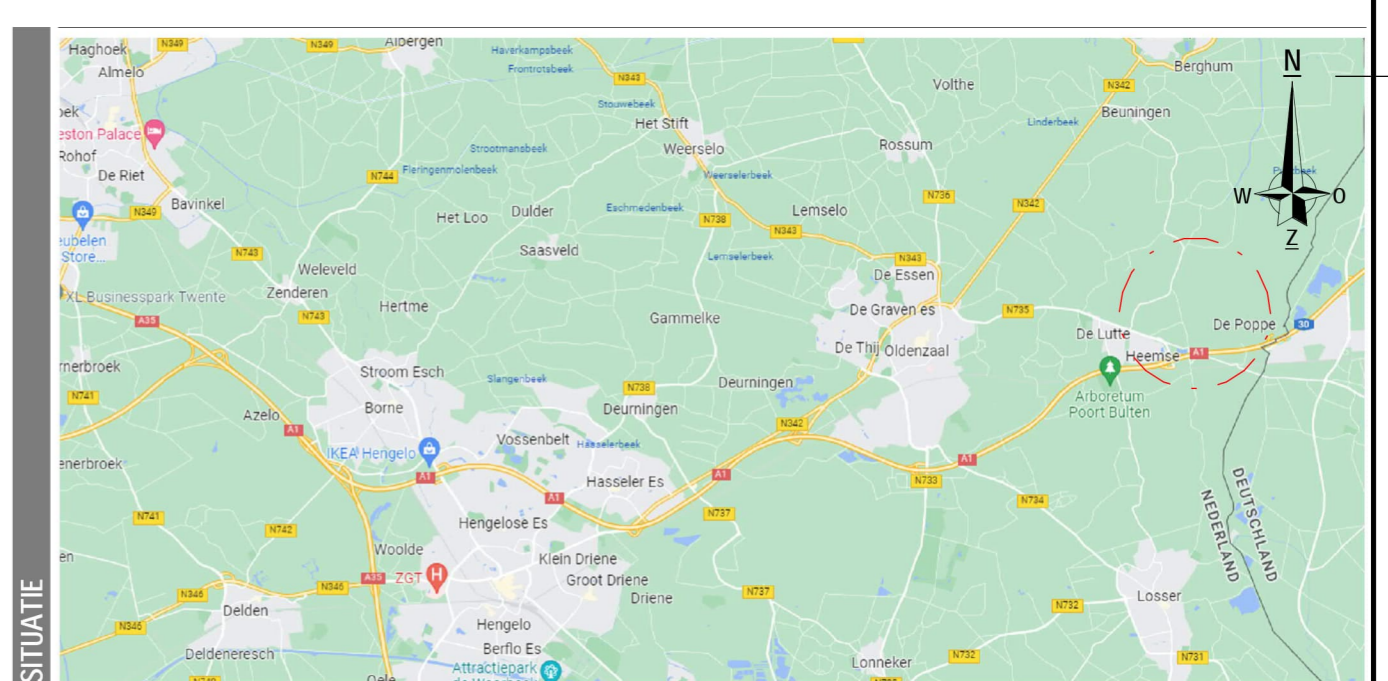 SITUATIE
Haghoek
N349
N349
Albergen
Haverkampsbeek
Frontrotsbeek
N343
Volthe
N342
Berghum
N
Almelo
Stouwebeek
Het Stift
Linderbeek
Beuningen
Rohof
N744
Strootmansbeek
Fleringenmolenbeek
Weerselo
Rossum
Weerselerbeek
De Riet
N349
Bavinkel
Het Loo
Dulder
Eschmedenbeek
N738
Lemselo
N736
N342
W
O
Z
Store...
N743
Saasveld
Lemselerbeek
N343
N343
Weleveld
Zenderen
De Essen
XL Businesspark Twente
A35
N743
Hertme
Gammelke
De Graven es
N735
De Lutte
De Poppe
30
De Thij
Oldenzaal
Heemse
A1
Stroom Esch
Slangenbeek
N738
Deurningen
Arboretum
Poort Bulten
N741
Azelo
A1
Borne
Deurningen
N342
IKEA Hengelo
A1
Vossenbelt
Hasselerbeek
A1
Hasseler Es
A1
A1
N733
N734
N741
N742
Hengelose Es
N737
DEUTSCHLAND
NEDERLAND
Woolde
A35
ZGT
H
Klein Driene
Groot Driene
Driene
N737
N732
Losser
N346
N346
Delden
N346
Hengelo
Berflo Es
Deldeneresch
Attractiepark
Lonneker
N732
N731